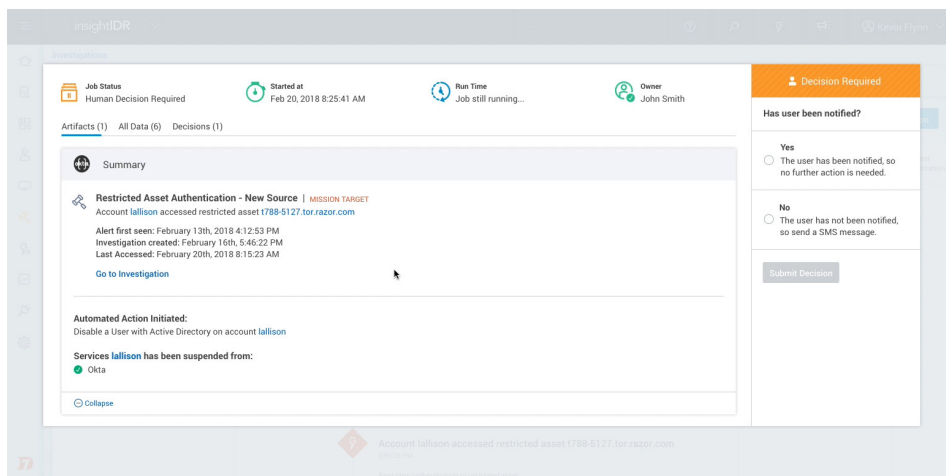 insightIDR
Kevin Flynn
Investigations
Job Status
Human Decision Required
Started at
Feb 20, 2018 8:25:41 AM
Run Time
Job still running...
Owner
John Smith
Decision Required
Artifacts (1) All Data (6) Decisions (1)
Has user been notified?
okta
Summary
Yes
The user has been notified, so
no further action is needed.
Restricted Asset Authentication - New Source | MISSION TARGET
Account lallison accessed restricted asset t788-5127.tor.razor.com
No
The user has not been notified,
so send a SMS message.
Alert first seen: February 13th, 2018 4:12:53 PM
Investigation created: February 16th, 5:46:22 PM
Last Accessed: February 20th, 2018 8:15:23 AM
Go to Investigation
Submit Decision
Automated Action Initiated:
Disable a User with Active Directory on account lallison
Services lallison has been suspended from:
Okta
Collapse
Account lallison accessed restricted asset t788-5127.tor.razor.com